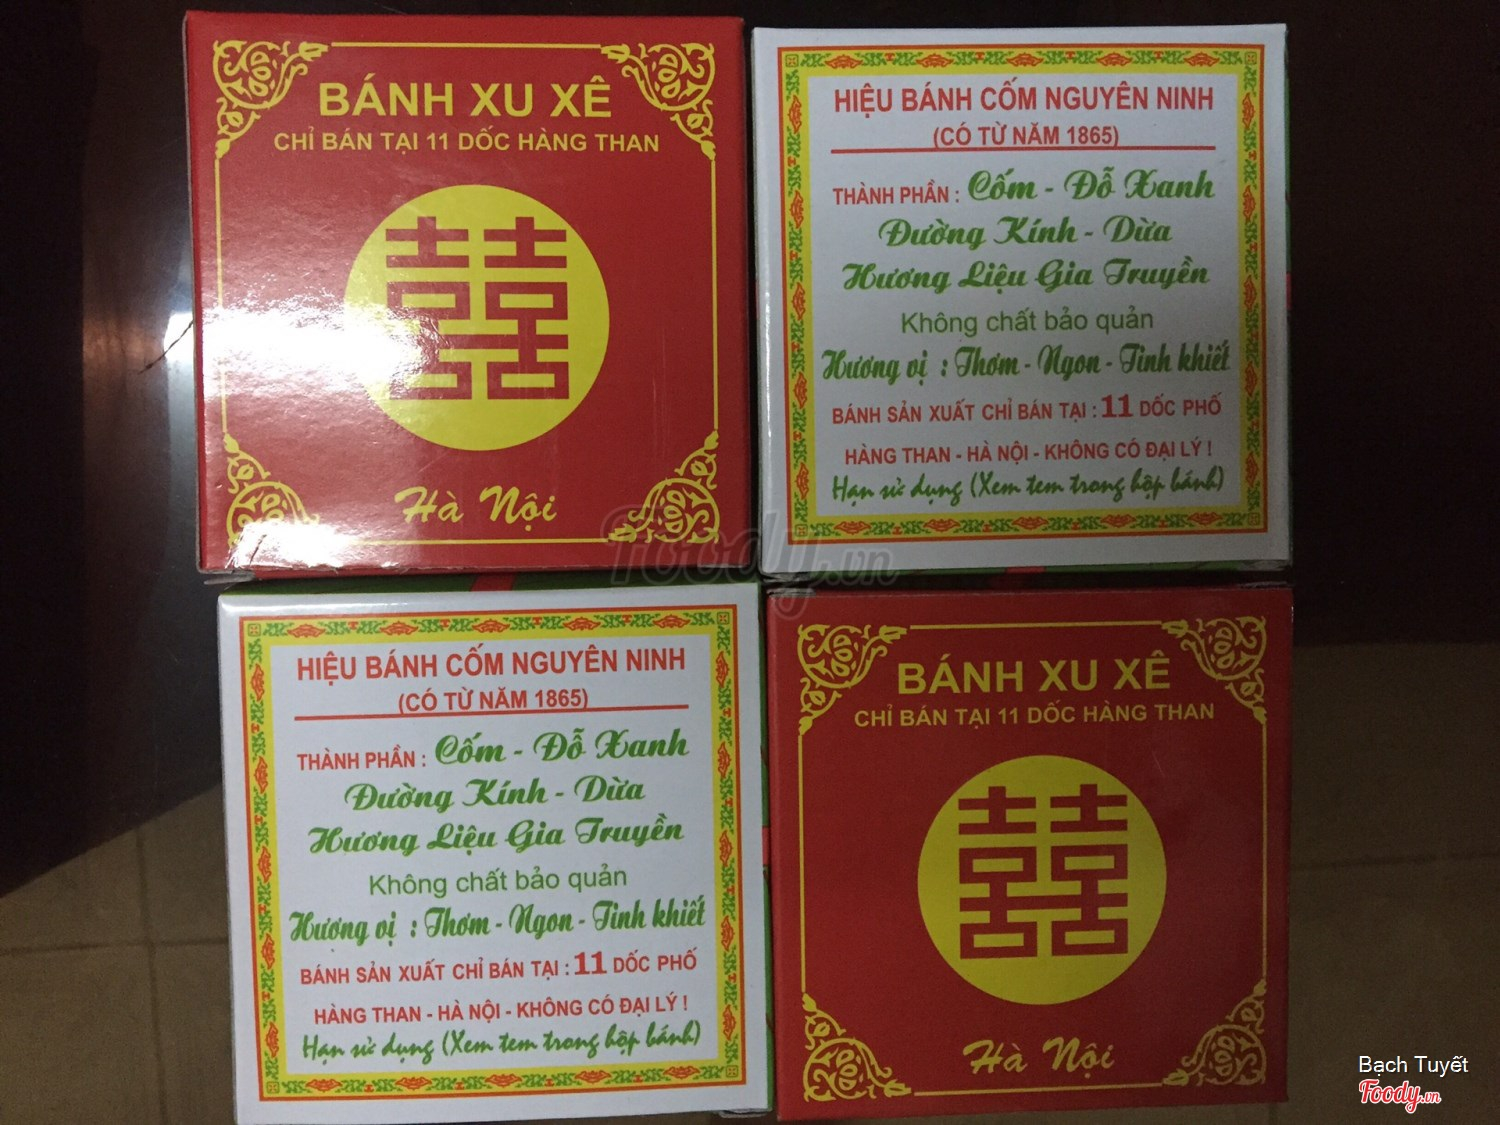 BÁNH XU XÊ
CHỈ BÁN TẠI 11 DỐC HÀNG THAN
囍
Hà Nội
HIỆU BÁNH CỐM NGUYÊN NINH
(CÓ TỪ NĂM 1865)
THÀNH PHẦN : Cốm - Đỗ Xanh
Đường Kính - Dừa
Hương Liệu Gia Truyền
Không chất bảo quản
Hương vị : Thơm - Ngon - Tinh khiết
BÁNH SẢN XUẤT CHỈ BÁN TẠI : 11 DỐC PHỐ
HÀNG THAN - HÀ NỘI - KHÔNG CÓ ĐẠI LÝ !
Hạn sử dụng (Xem tem trong hộp bánh)
Foody.vn
HIỆU BÁNH CỐM NGUYÊN NINH
(CÓ TỪ NĂM 1865)
THÀNH PHẦN : Cốm - Đỗ Xanh
Đường Kính - Dừa
Hương Liệu Gia Truyền
Không chất bảo quản
Hương vị : Thơm - Ngon - Tinh khiết
BÁNH SẢN XUẤT CHỈ BÁN TẠI : 11 DỐC PHỐ
HÀNG THAN - HÀ NỘI - KHÔNG CÓ ĐẠI LÝ !
Hạn sử dụng (Xem tem trong hộp bánh)
BÁNH XU XÊ
CHỈ BÁN TẠI 11 DỐC HÀNG THAN
囍
Hà Nội
Bạch Tuyết
Foody.vn